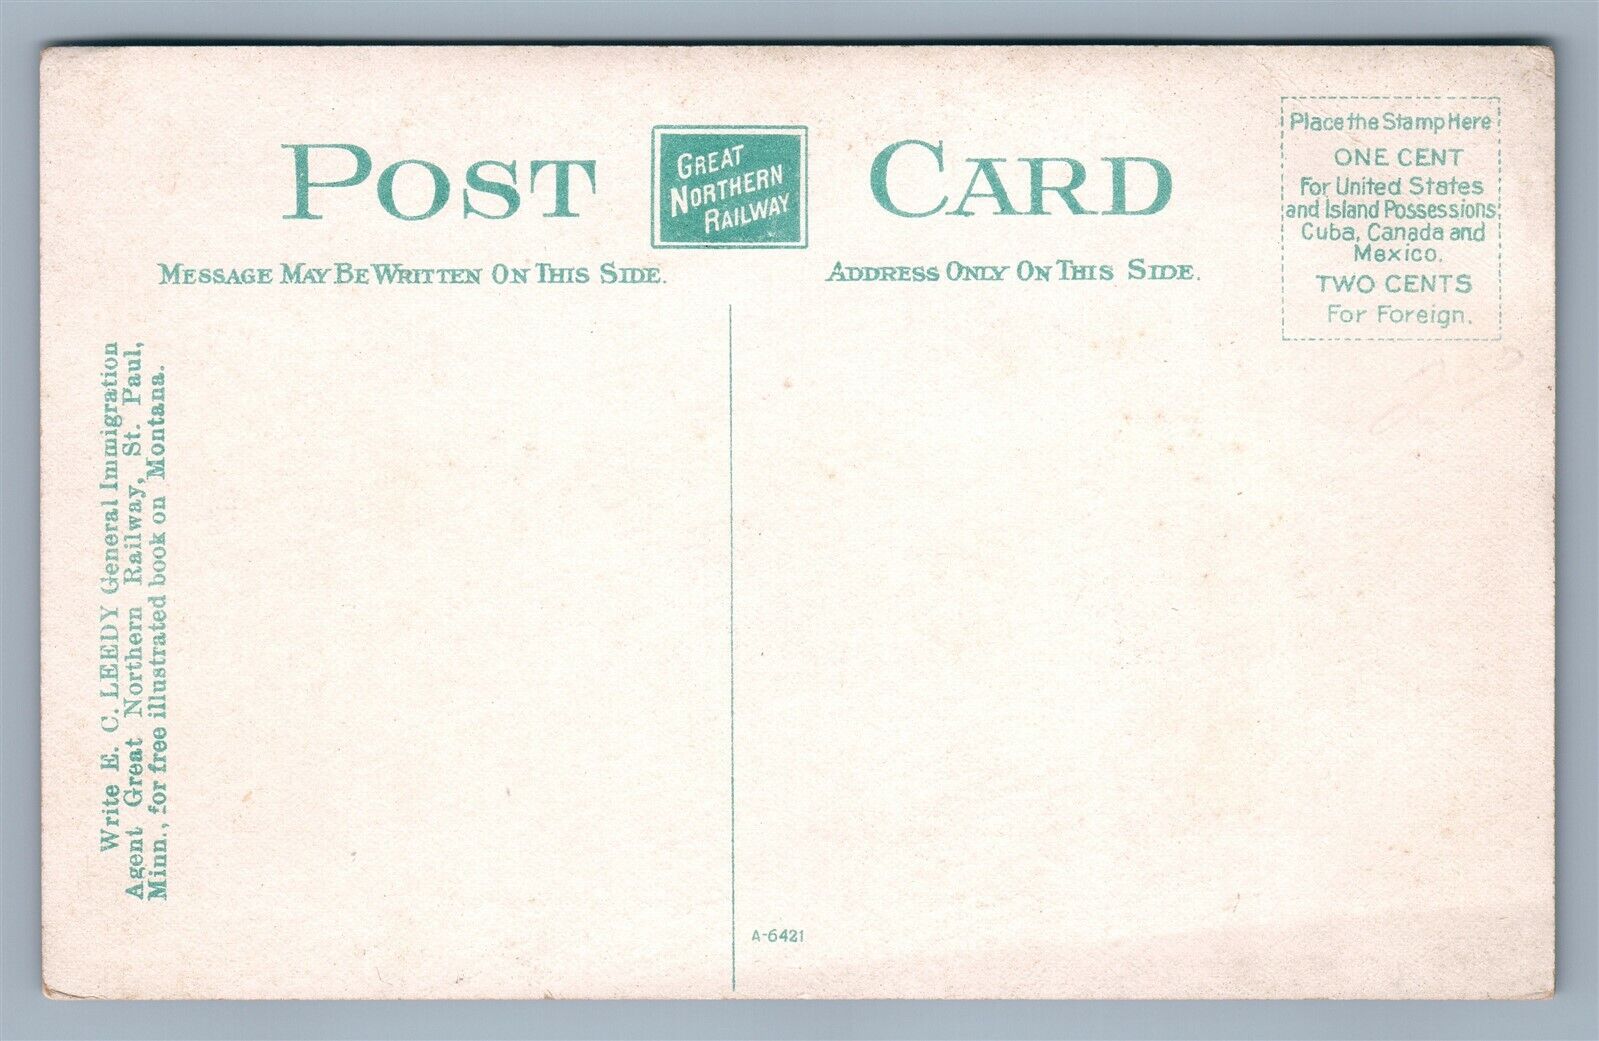 POST CARD
GREAT
NORTHERN
RAILWAY
MESSAGE MAY BE WRITTEN ON THIS SIDE.
ADDRESS ONLY ON THIS SIDE.
Place the Stamp Here
ONE CENT
For United States
and Island Possessions
Cuba, Canada and
Mexico.
TWO CENTS
For Foreign.
Write E. C. LEEDY General Immigration
Agent Great Northern Railway, St. Paul,
Minn., for free illustrated book on Montana.
A-6421